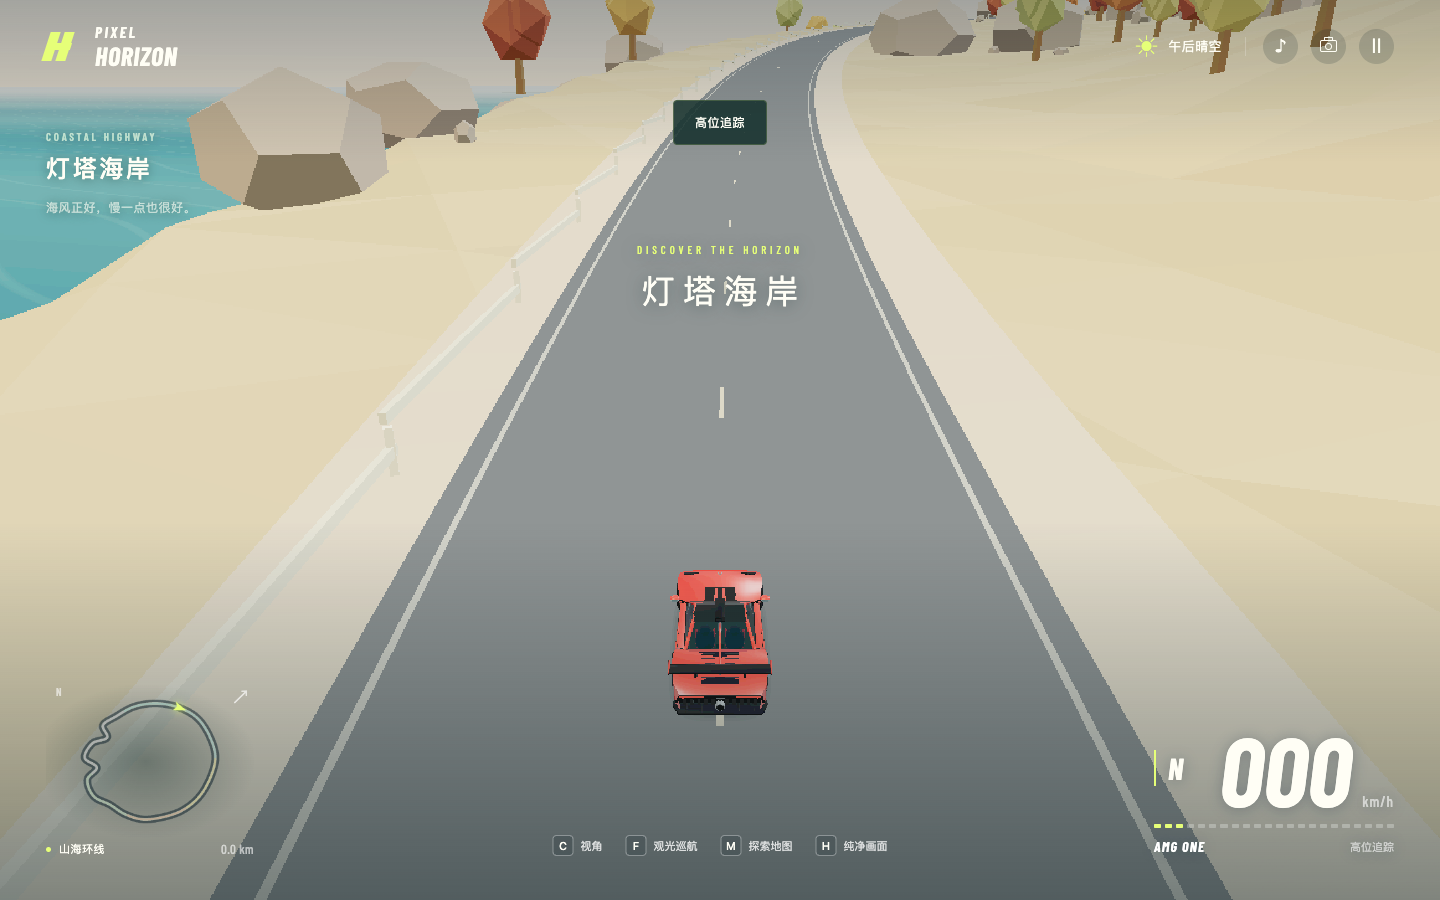 PIXEL
HORIZON
午后晴空
COASTAL HIGHWAY
灯塔海岸
海风正好，慢一点也很好。
高位追踪
DISCOVER THE HORIZON
灯塔海岸
N
山海环线
0.0 km
C 视角
F 观光巡航
M 探索地图
H 纯净画面
N
000
km/h
AMG ONE
高位追踪